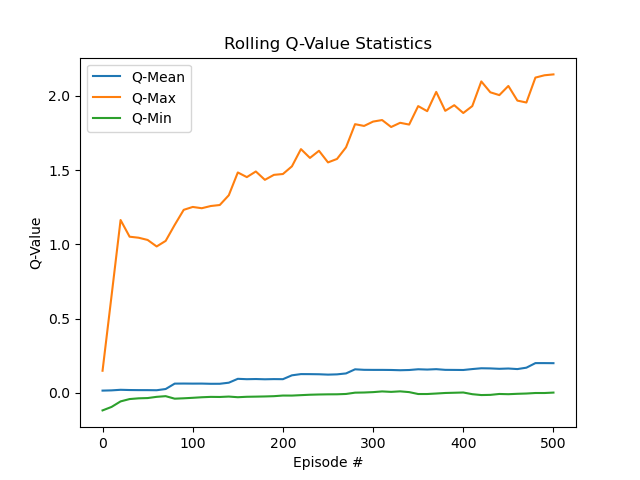 Rolling Q-Value Statistics
Q-Mean
Q-Max
Q-Min
Q-Value
2.0
1.5
1.0
0.5
0.0
0 100 200 300 400 500
Episode #